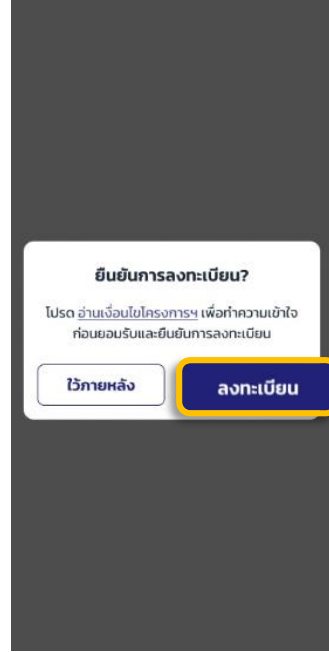 ยืนยันการลงทะเบียน?
โปรด อ่านเงื่อนไขโครงการฯ เพื่อทำความเข้าใจ
ก่อนยอมรับและยืนยันการลงทะเบียน
ไว้ภายหลัง
ลงทะเบียน